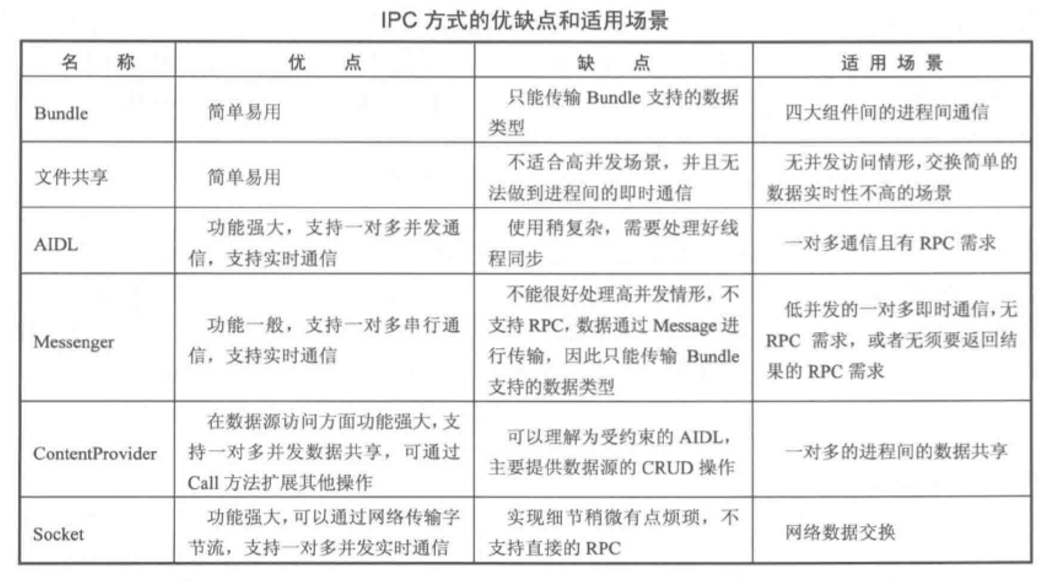 IPC 方式的优缺点和适用场景
名 称
优 点
缺 点
适 用 场 景
Bundle
简单易用
只能传输 Bundle 支持的数据
类型
四大组件间的进程间通信
文件共享
简单易用
不适合高并发场景，并且无
法做到进程间的即时通信
无并发访问情形，交换简单的
数据实时性不高的场景
AIDL
功能强大，支持一对多并发通
信，支持实时通信
使用稍复杂，需要处理好线
程同步
一对多通信且有 RPC 需求
Messenger
功能一般，支持一对多串行通
信，支持实时通信
不能很好处理高并发情形，不
支持 RPC，数据通过 Message 进
行传输，因此只能传输 Bundle
支持的数据类型
低并发的一对多即时通信，无
RPC 需求，或者无须要返回结
果的 RPC 需求
ContentProvider
在数据源访问方面功能强大，支
持一对多并发数据共享，可通过
Call 方法扩展其他操作
可以理解为受约束的 AIDL，
主要提供数据源的 CRUD 操作
一对多的进程间的数据共享
Socket
功能强大，可以通过网络传输字
节流，支持一对多并发实时通信
实现细节稍微有点烦琐，不
支持直接的 RPC
网络数据交换